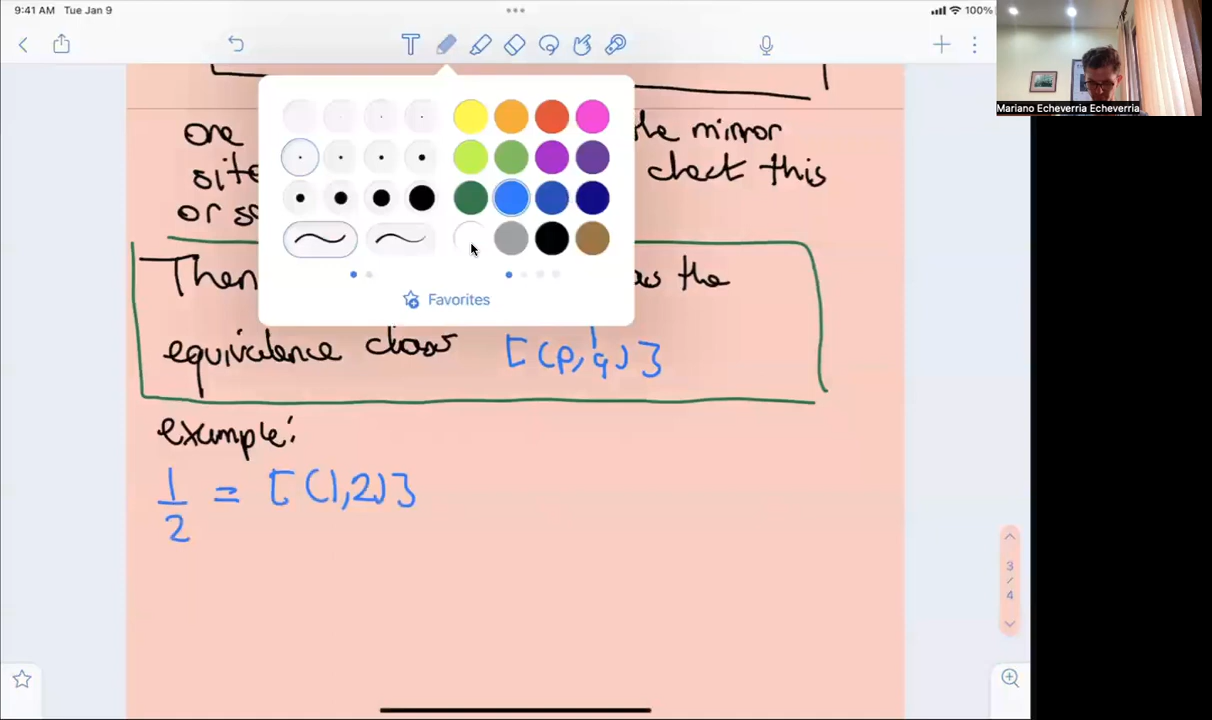 9:41 AM Tue Jan 9
100%
Mariano Echeverria Echeverria
one the mirror
site check this
or
Then the
equivalence class [(p,q)]
Favorites
example:
1/2 = [(1,2)]
3
/
4